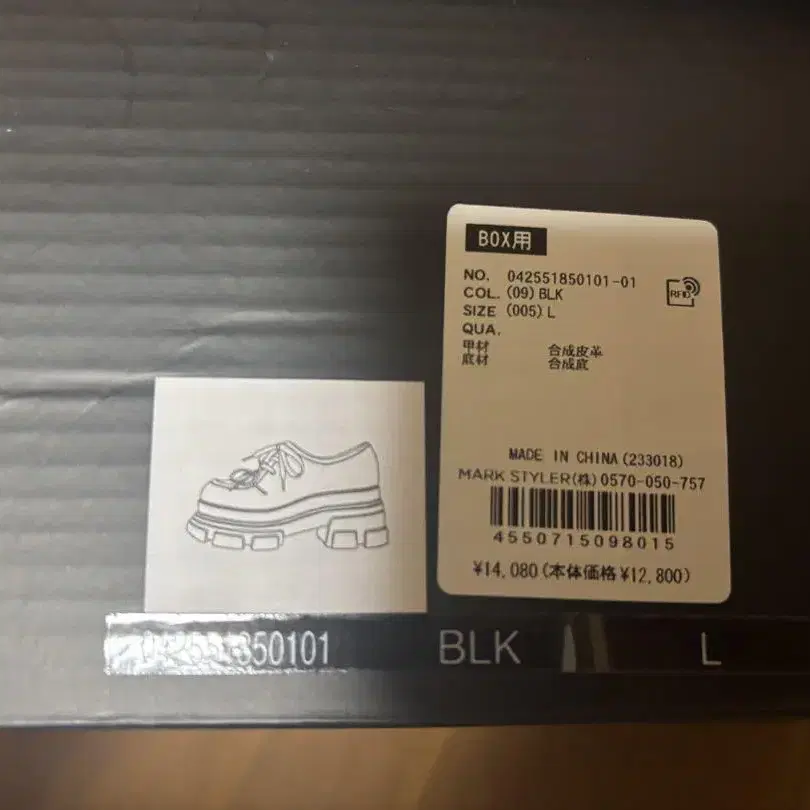 BOX用
NO. 042551850101-01
COL. (09) BLK
SIZE (005) L
QUA.
甲材 合成皮革
底材 合成底
RFID
MADE IN CHINA (233018)
MARK STYLER(株) 0570-050-757
4550715098015
¥14,080 (本体価格 ¥12,800)
042551850101 BLK L